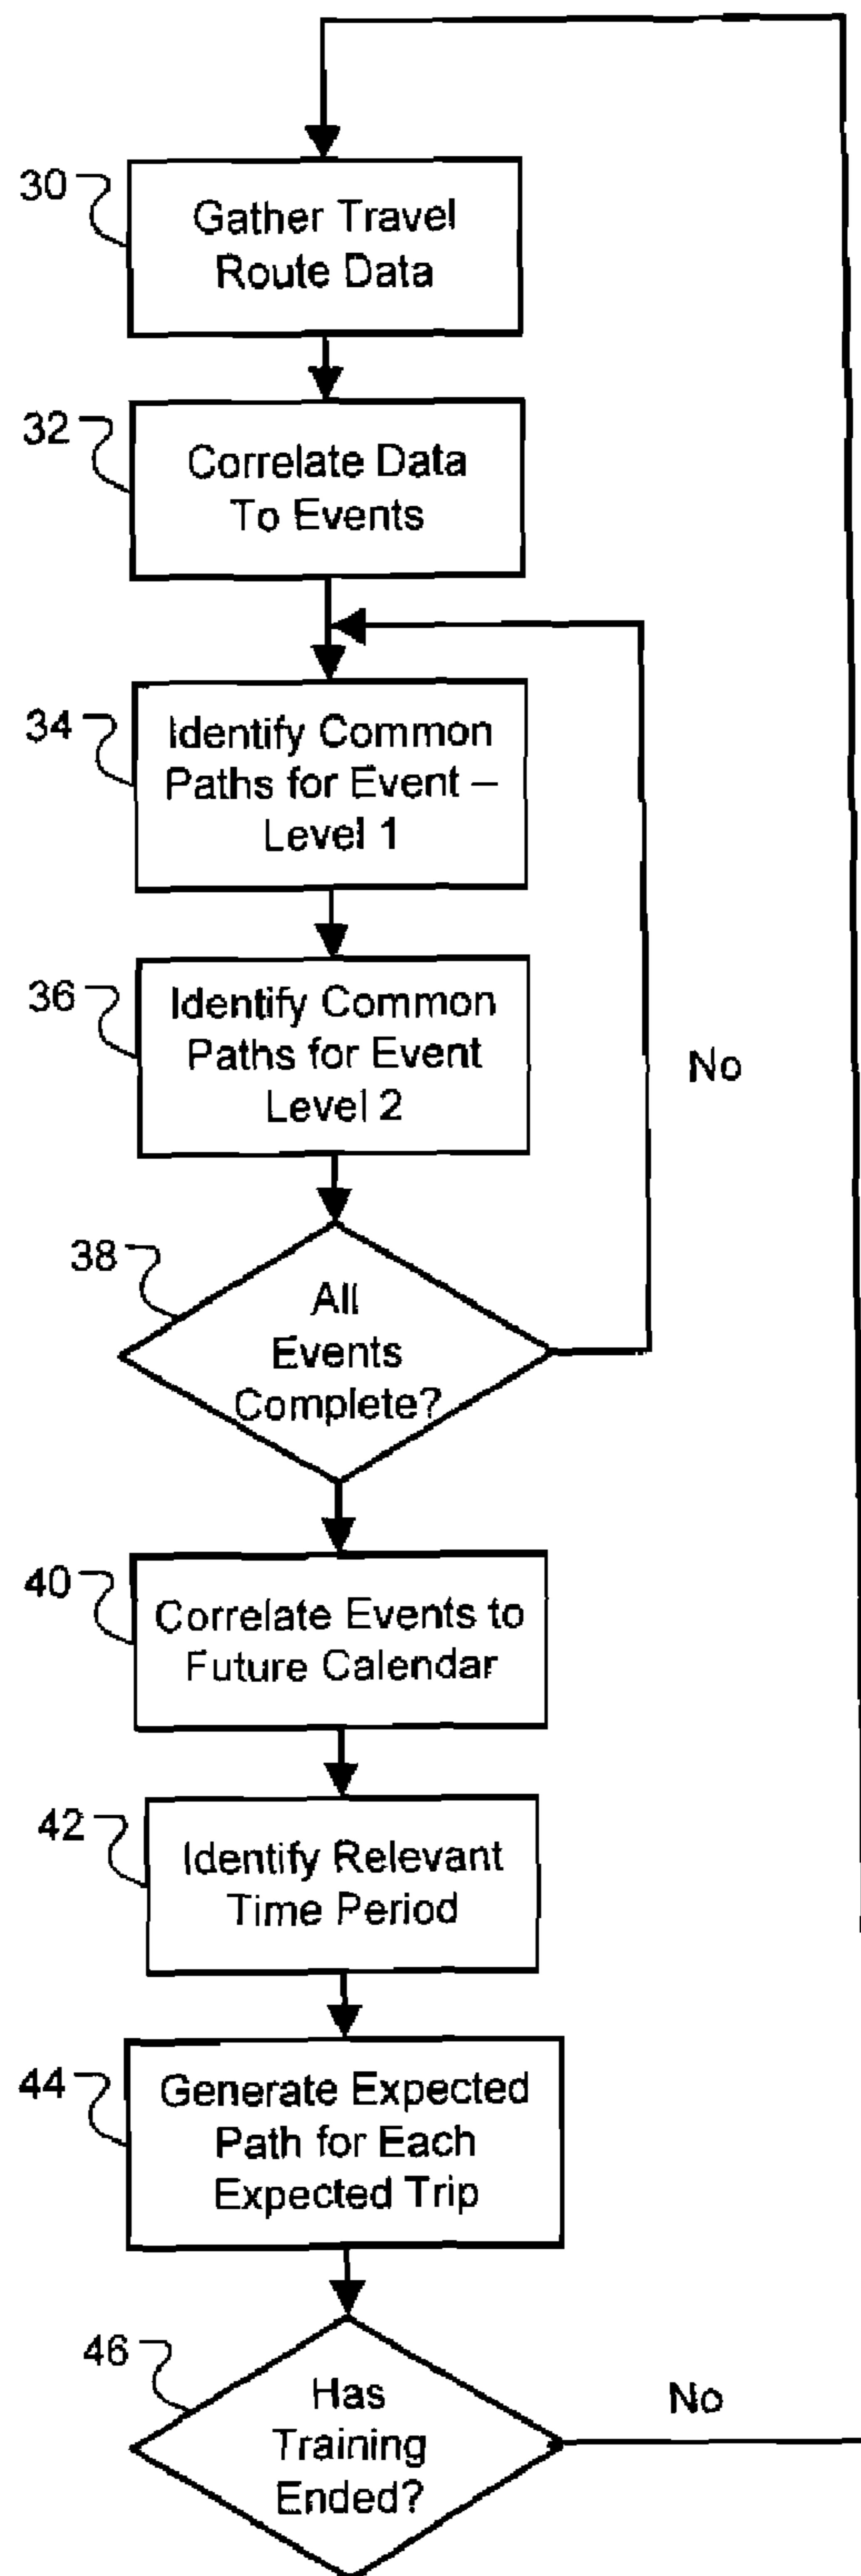 30
Gather Travel
Route Data
32
Correlate Data
To Events
34
Identify Common
Paths for Event –
Level 1
36
Identify Common
Paths for Event
Level 2
No
38
All
Events
Complete?
40
Correlate Events to
Future Calendar
42
Identify Relevant
Time Period
44
Generate Expected
Path for Each
Expected Trip
46
Has
Training
Ended?
No